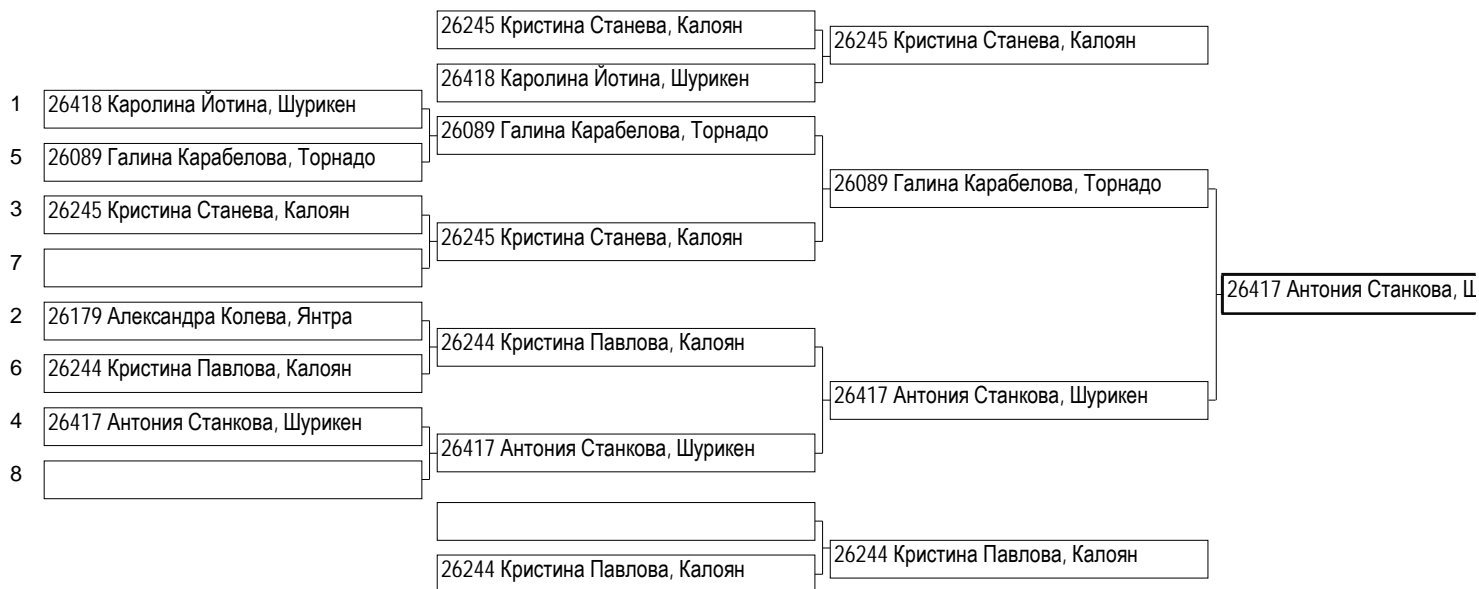 26245 Кристина Станева, Калоян
26418 Каролина Йотина, Шурикен
26245 Кристина Станева, Калоян
1 26418 Каролина Йотина, Шурикен
5 26089 Галина Карабелова, Торнадо
26089 Галина Карабелова, Торнадо
3 26245 Кристина Станева, Калоян
7
26245 Кристина Станева, Калоян
26089 Галина Карабелова, Торнадо
2 26179 Александра Колева, Янтра
6 26244 Кристина Павлова, Калоян
26244 Кристина Павлова, Калоян
4 26417 Антония Станкова, Шурикен
8
26417 Антония Станкова, Шурикен
26417 Антония Станкова, Шурикен
26417 Антония Станкова,
26244 Кристина Павлова, Калоян
26244 Кристина Павлова, Калоян